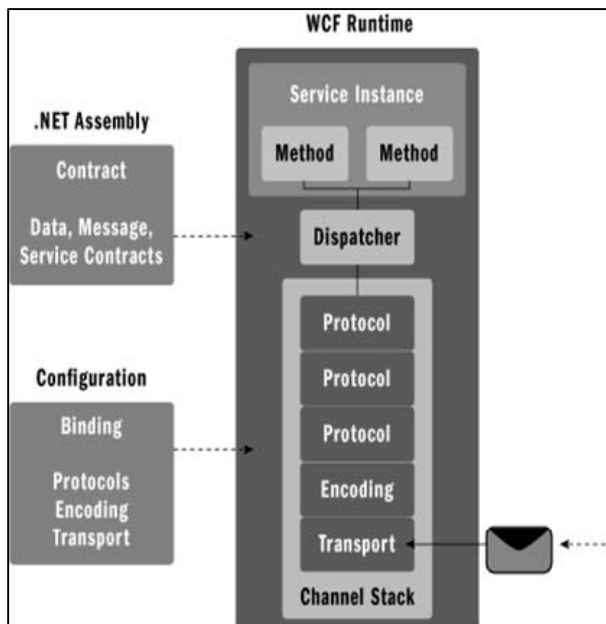 WCF Runtime
Service Instance
Method Method
Dispatcher
Protocol
Protocol
Protocol
Encoding
Transport
Channel Stack
.NET Assembly
Contract
Data, Message,
Service Contracts
Configuration
Binding
Protocols
Encoding
Transport